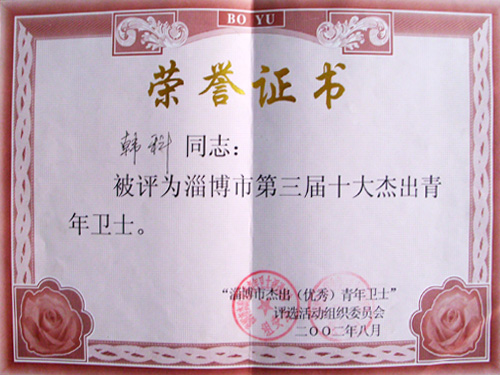 BO YU
荣誉证书
韩科 同志：
被评为淄博市第三届十大杰出青
年卫士。
“淄博市杰出（优秀）青年卫士”
评选活动组织委员会
二〇〇二年八月